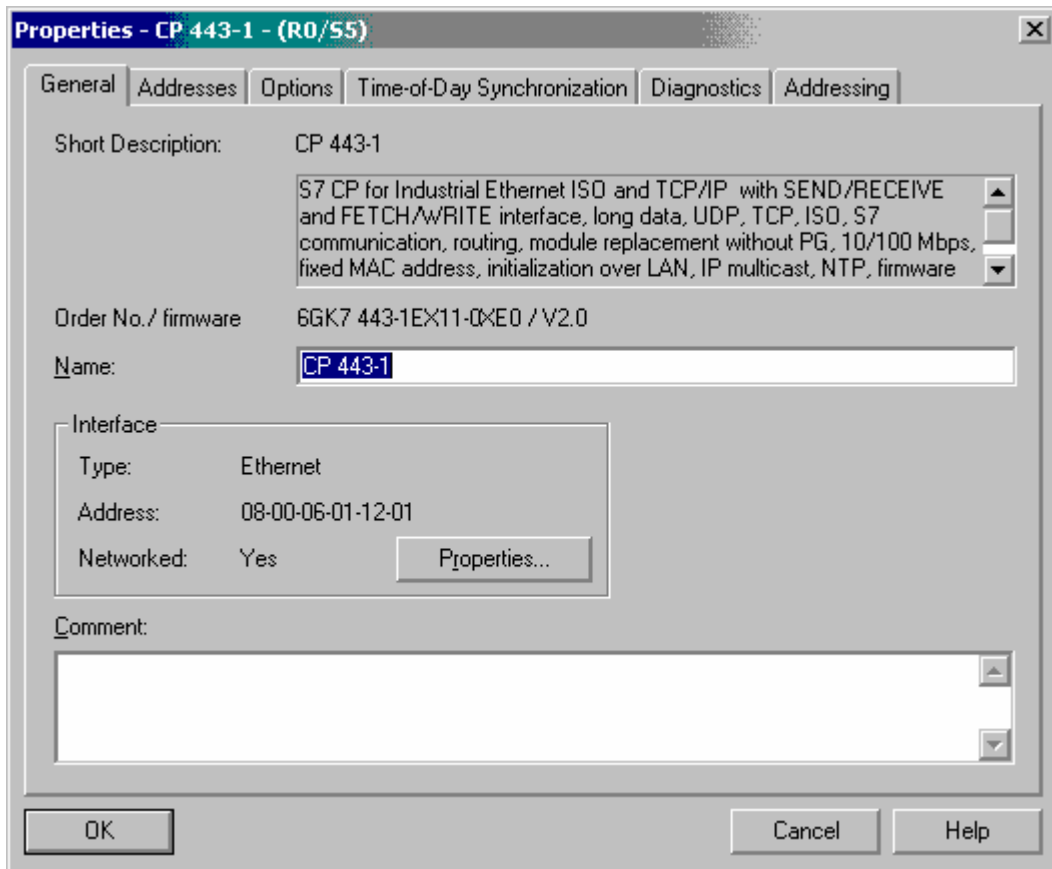 Properties - CP 443-1 - (R0/S5)
General Addresses Options Time-of-Day Synchronization Diagnostics Addressing
Short Description: CP 443-1
S7 CP for Industrial Ethernet ISO and TCP/IP with SEND/RECEIVE
and FETCH/WRITE interface, long data, UDP, TCP, ISO, S7
communication, routing, module replacement without PG, 10/100 Mbps,
fixed MAC address, initialization over LAN, IP multicast, NTP, firmware
Order No./ firmware 6GK7 443-1EX11-0XE0 / V2.0
Name: CP 443-1
Interface
Type: Ethernet
Address: 08-00-06-01-12-01
Networked: Yes Properties...
Comment:
OK Cancel Help